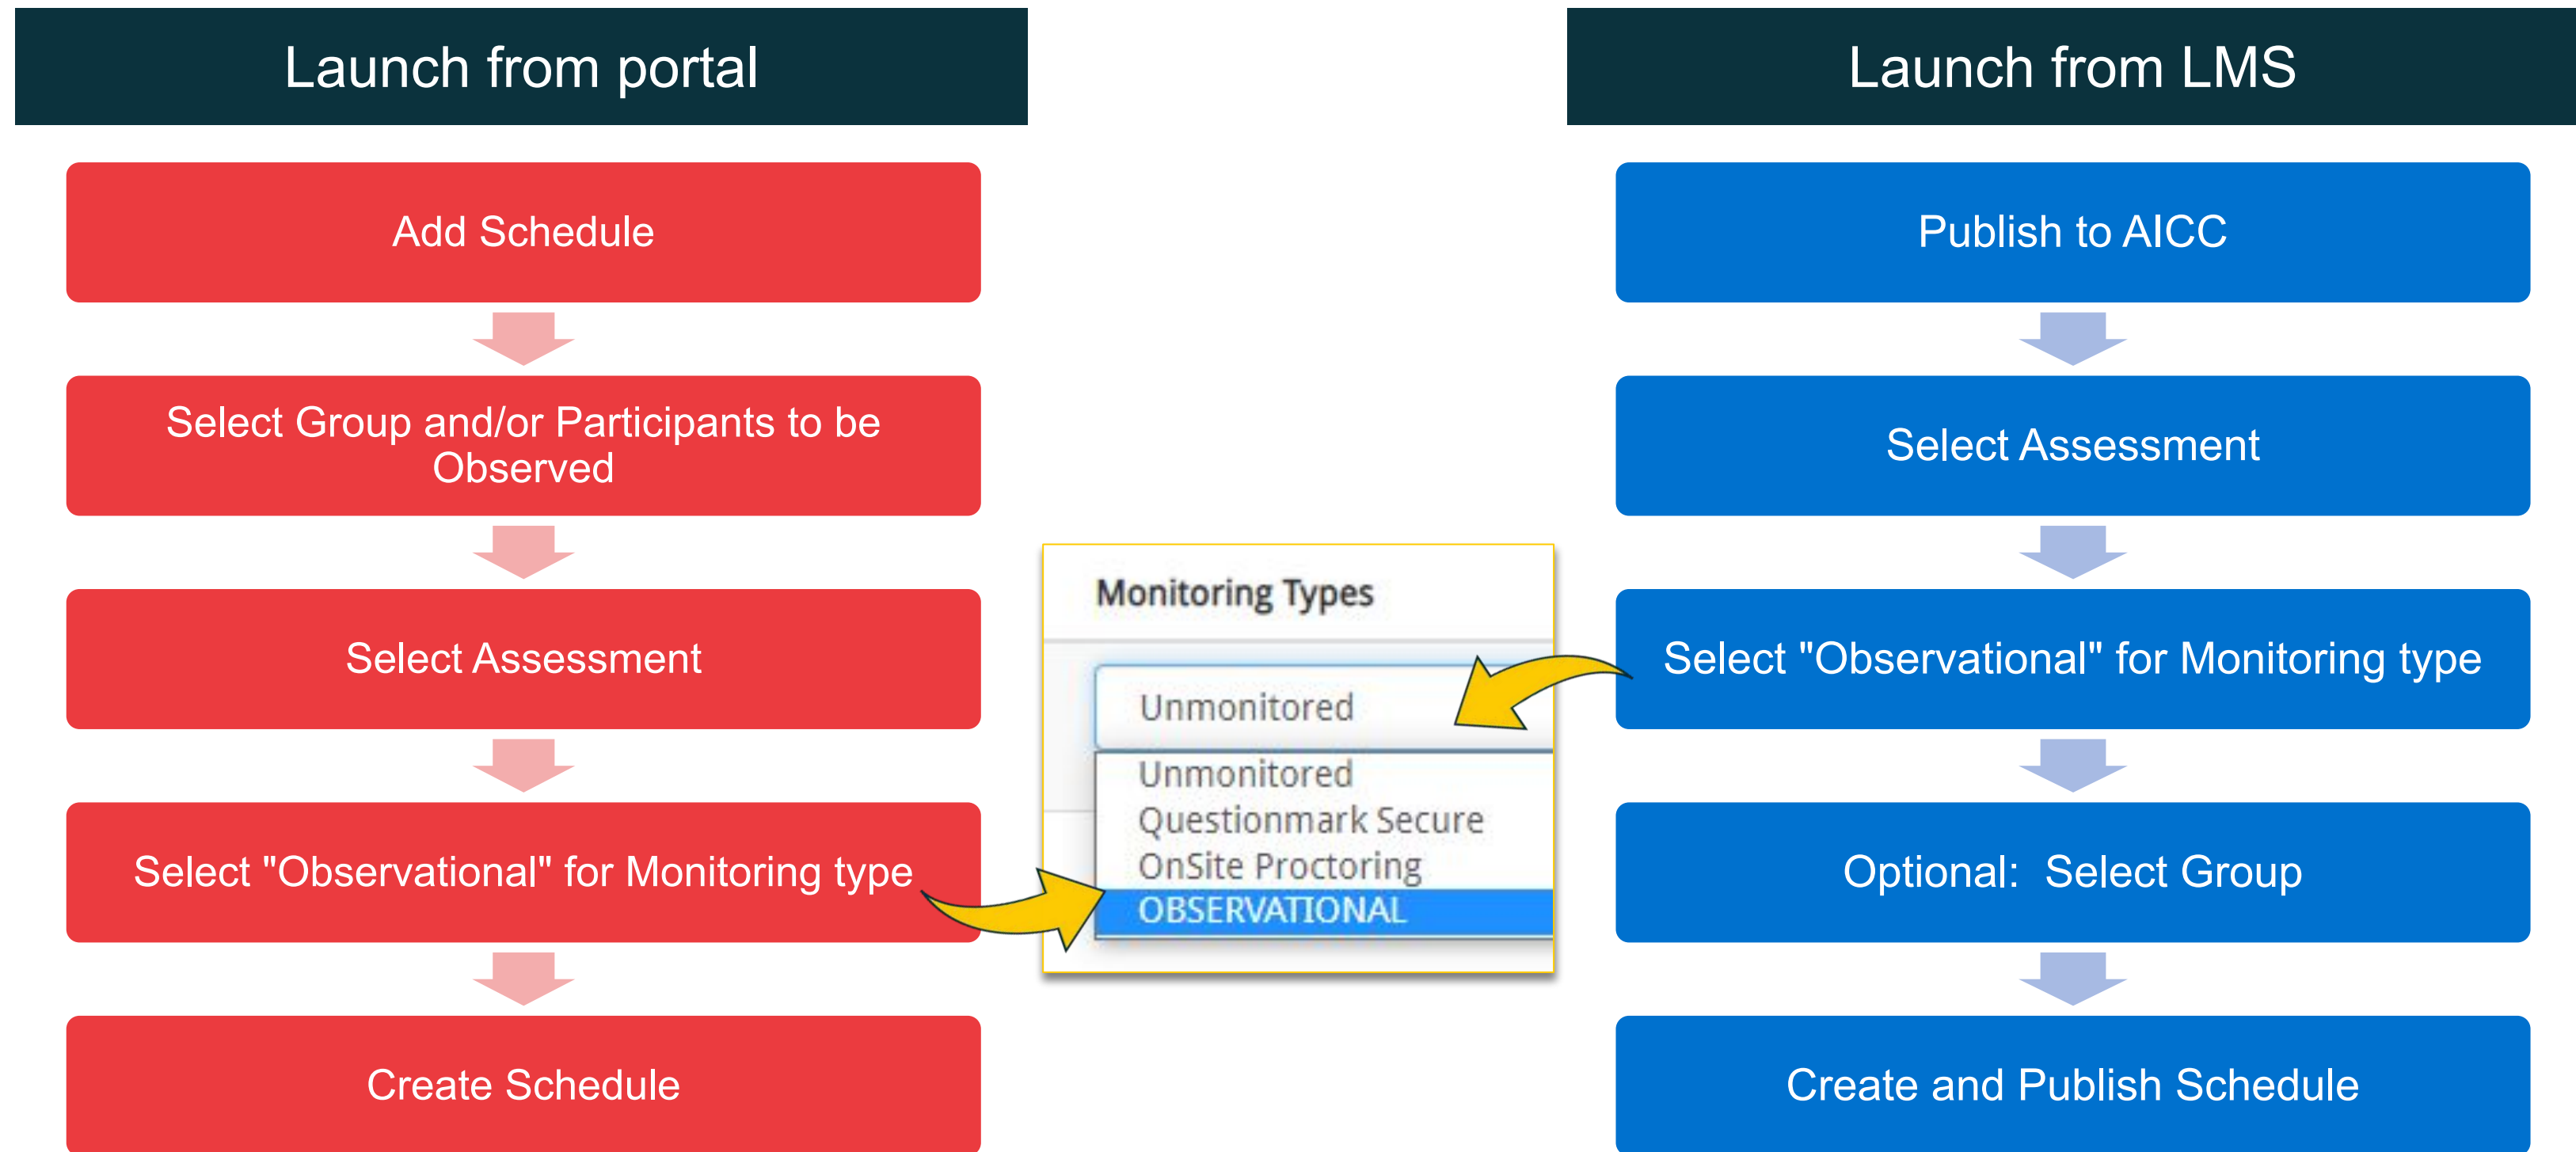 Launch from portal
Add Schedule
Select Group and/or Participants to be
Observed
Select Assessment
Select "Observational" for Monitoring type
Create Schedule
Monitoring Types
Unmonitored
Unmonitored
Questionmark Secure
OnSite Proctoring
OBSERVATIONAL
Launch from LMS
Publish to AICC
Select Assessment
Select "Observational" for Monitoring type
Optional:  Select Group
Create and Publish Schedule